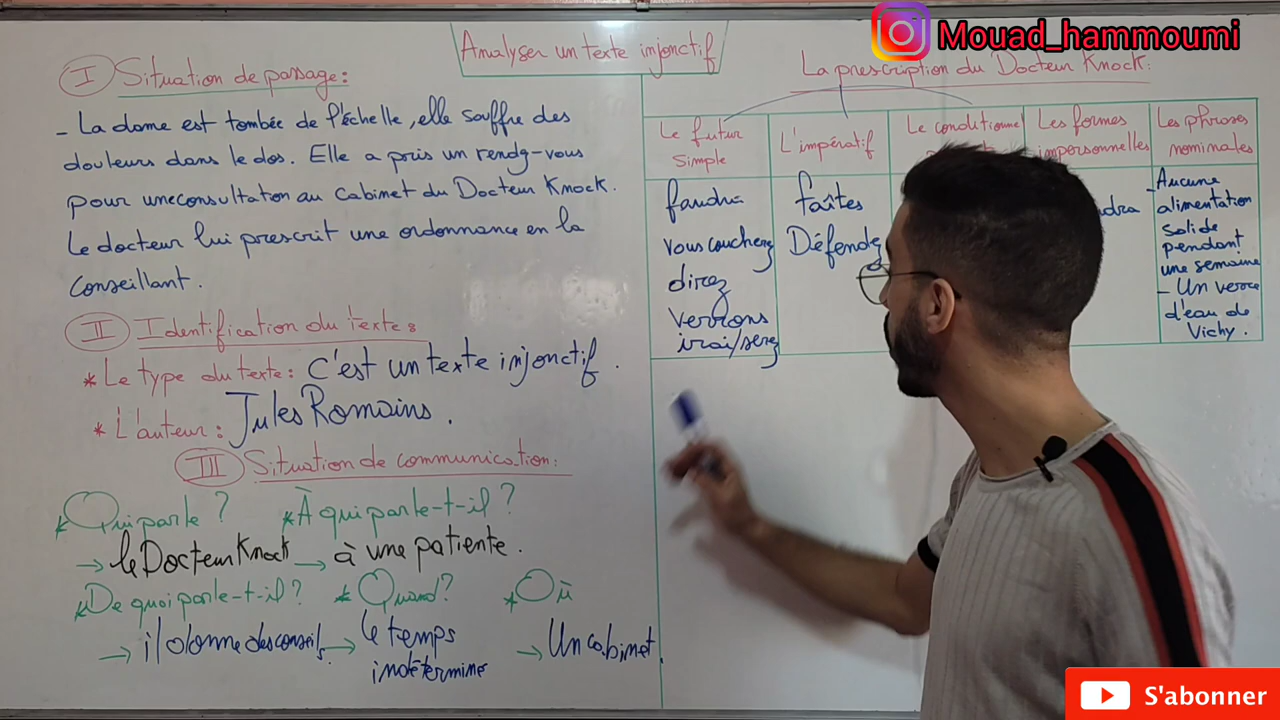 Mouad_hammoumi
Analyser un texte injonctif
I Situation de passage:
- La dame est tombée de l'échelle, elle souffre des
douleurs dans le dos. Elle a pris un rendz-vous
pour uneconsultation au Cabinet du Docteur Knock.
Le docteur lui prescrit une ordonnance en la
conseillant.
II Identification du texte:
* Le type du texte: C'est un texte injonctif.
* L'auteur: Jules Romains.
III Situation de communication:
* Qui parle? * À qui parle-t-il?
→ le Docteur Knock → à une patiente.
* De quoi parle-t-il? * Quand? * Où
→ il donne des conseils. → le temps → Un cabinet.
indéterminé
La prescription du Docteur Knock:
Le futur
simple
L'impératif
Le conditionnel
Les formes
impersonnelles
Les phrases
nominales
faudra
vous coucherez
direz
verrons
irai/serez
faîtes
Défendez
- Aucune
alimentation
solide
pendant
une semaine
- Un verre
d'eau de
Vichy.
S'abonner